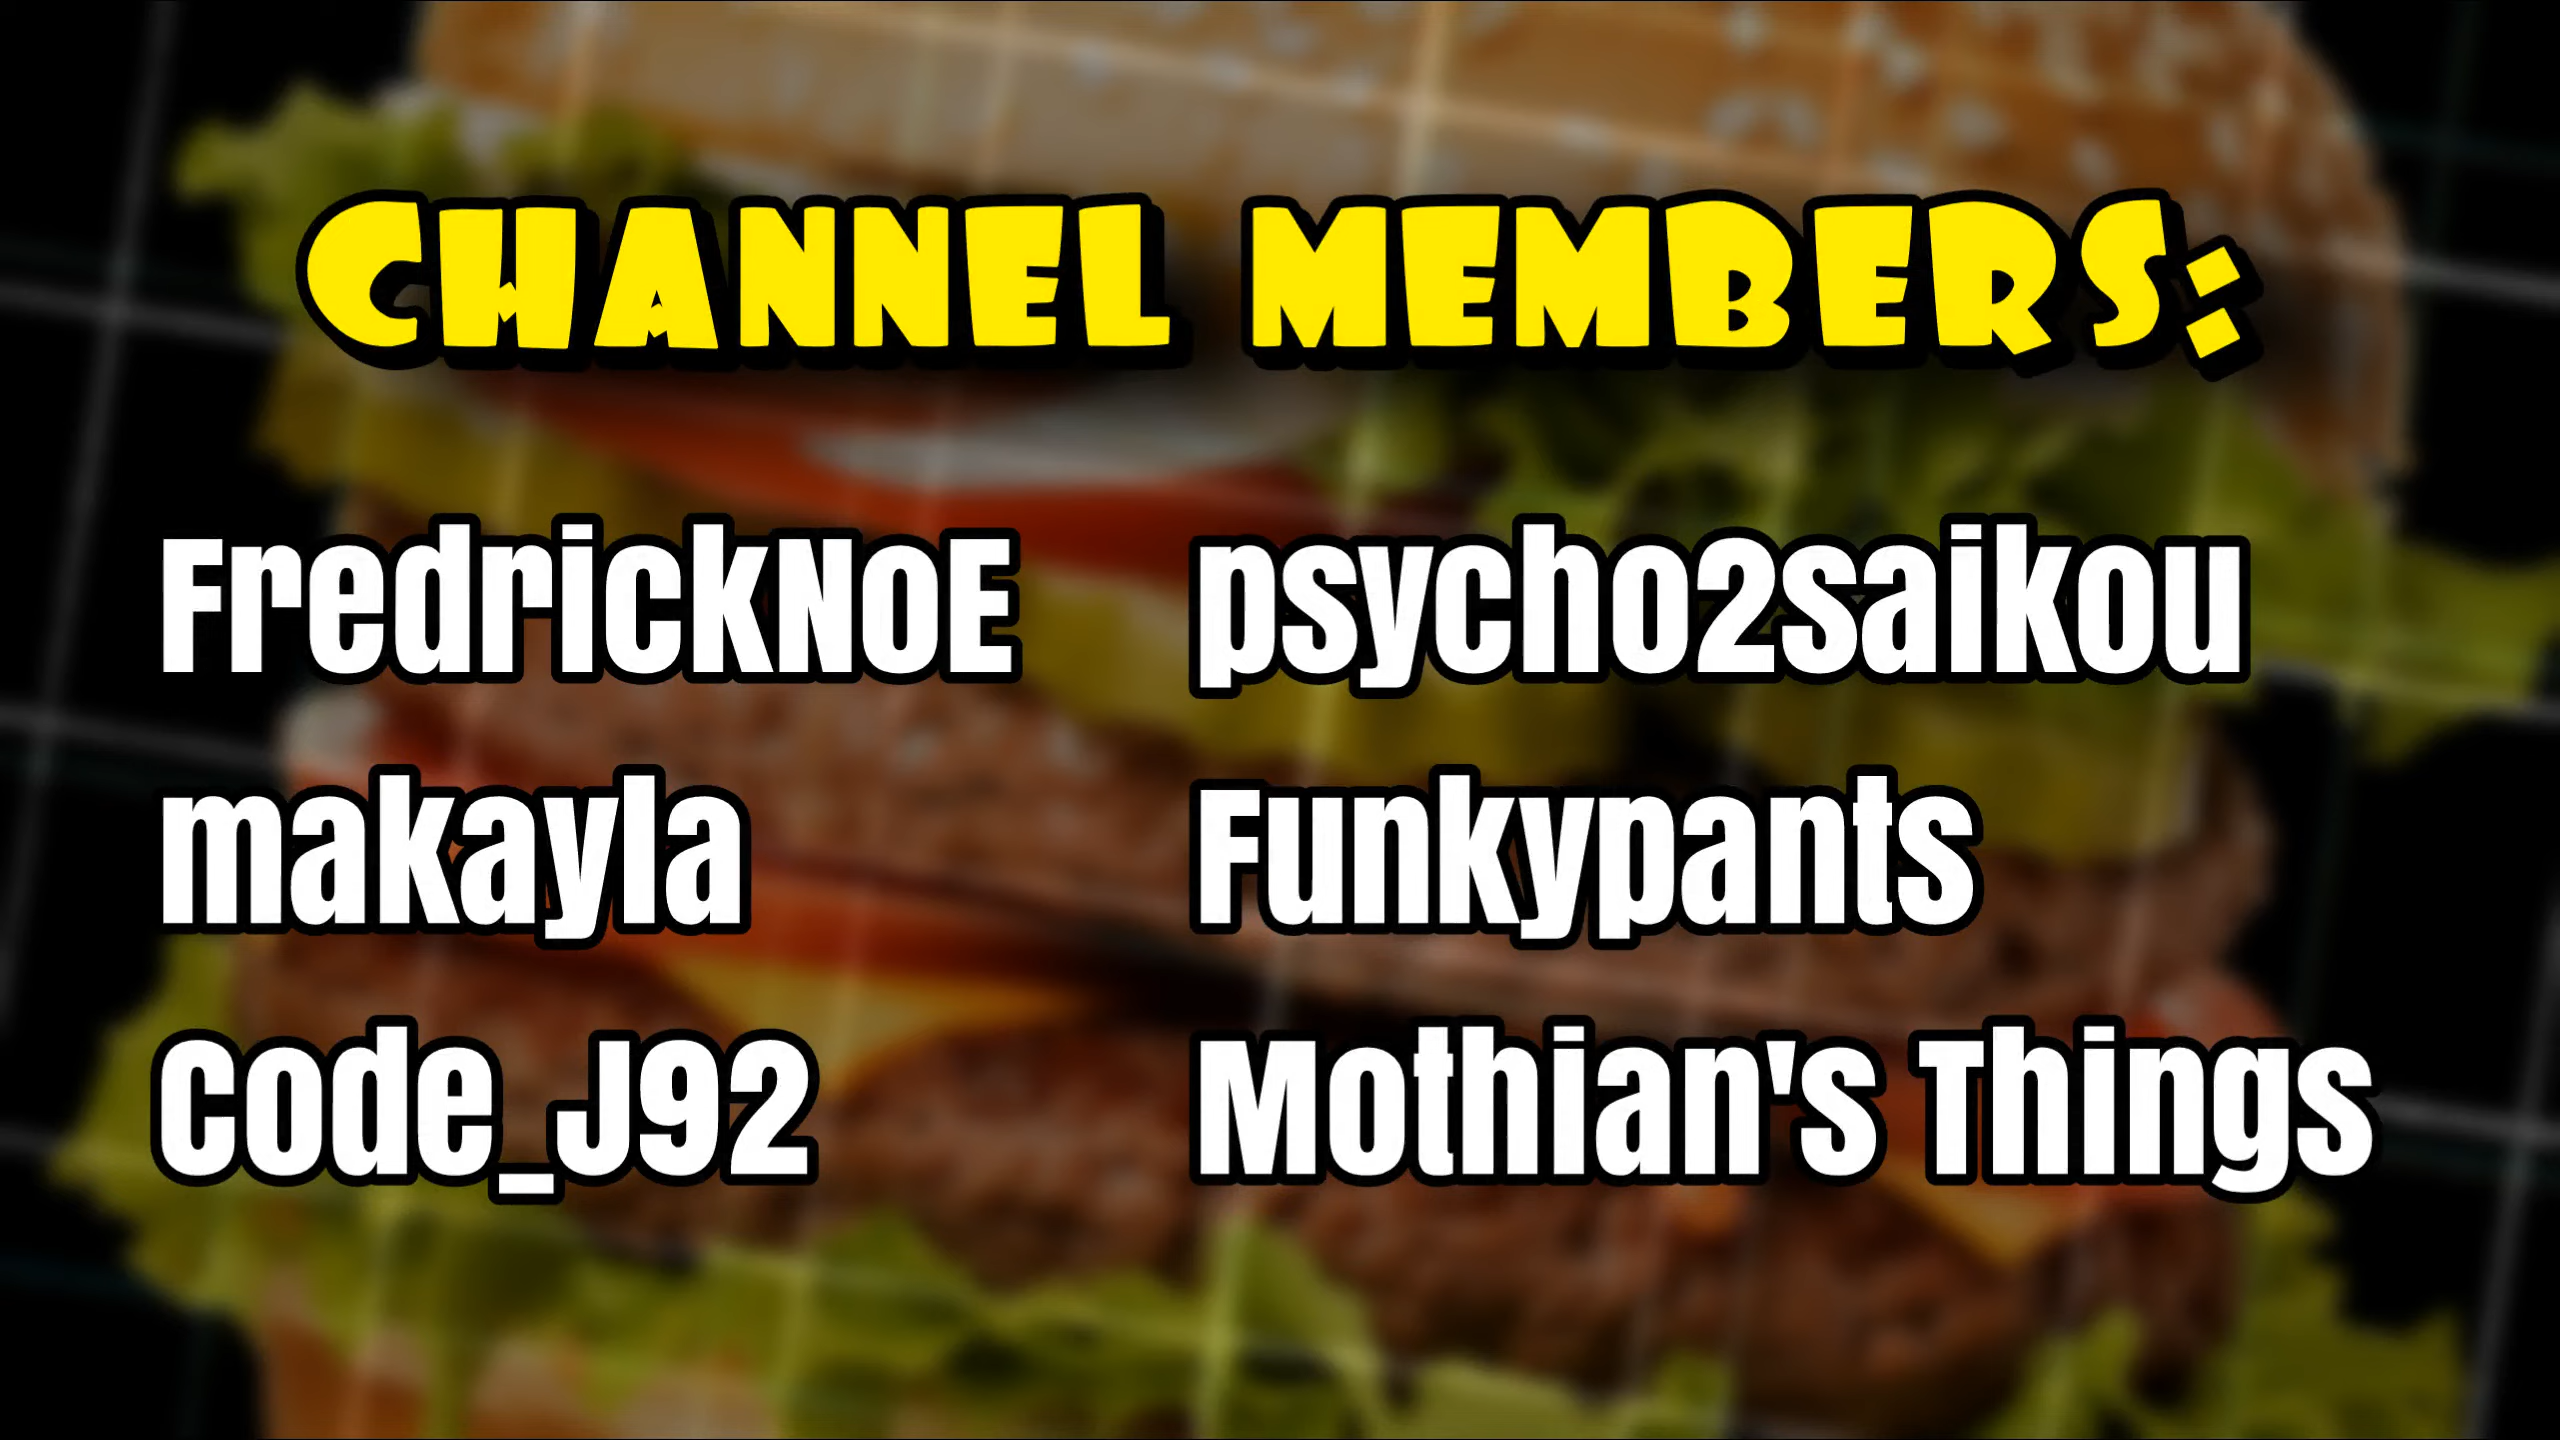 CHANNEL MEMBERS:
FredrickNoE
psycho2saikou
makayla
Funkypants
Code_J92
Mothian's Things